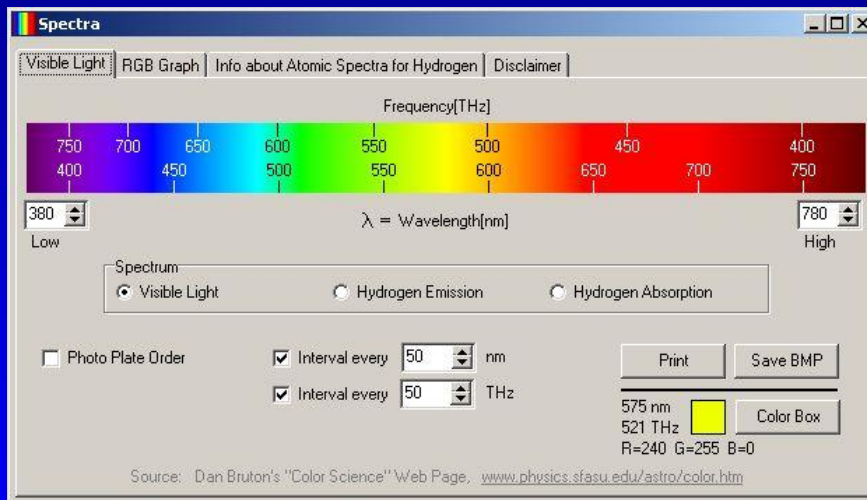 Spectra
Visible Light RGB Graph Info about Atomic Spectra for Hydrogen Disclaimer
Frequency[THz]
750 700 650 600 550 500 450 400
400 450 500 550 600 650 700 750
380 λ = Wavelength[nm] 780
Low High
Spectrum
Visible Light Hydrogen Emission Hydrogen Absorption
Photo Plate Order Interval every 50 nm Print Save BMP
Interval every 50 THz
575 nm Color Box
521 THz
R=240 G=255 B=0
Source: Dan Bruton's "Color Science" Web Page, www.physics.sfasu.edu/astro/color.htm